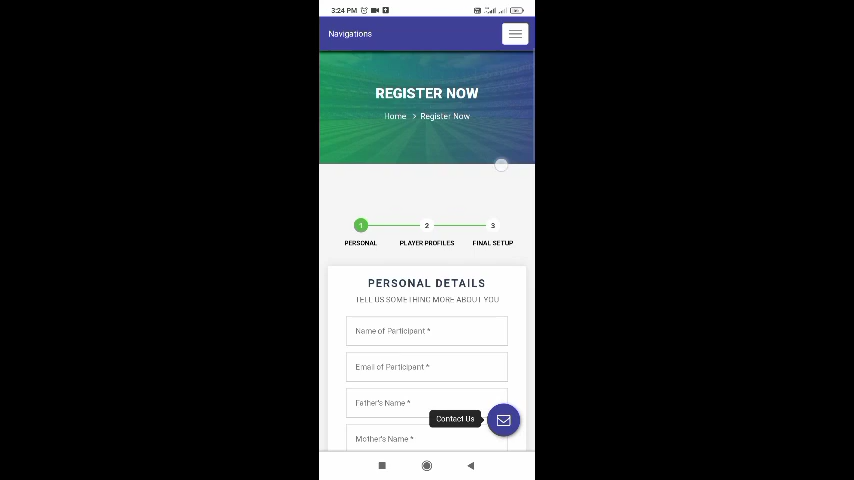 3:24 PM
Navigations
REGISTER NOW
Home > Register Now
1 2 3
PERSONAL PLAYER PROFILES FINAL SETUP
PERSONAL DETAILS
TELL US SOMETHING MORE ABOUT YOU
Name of Participant *
Email of Participant *
Father's Name *
Contact Us
Mother's Name *